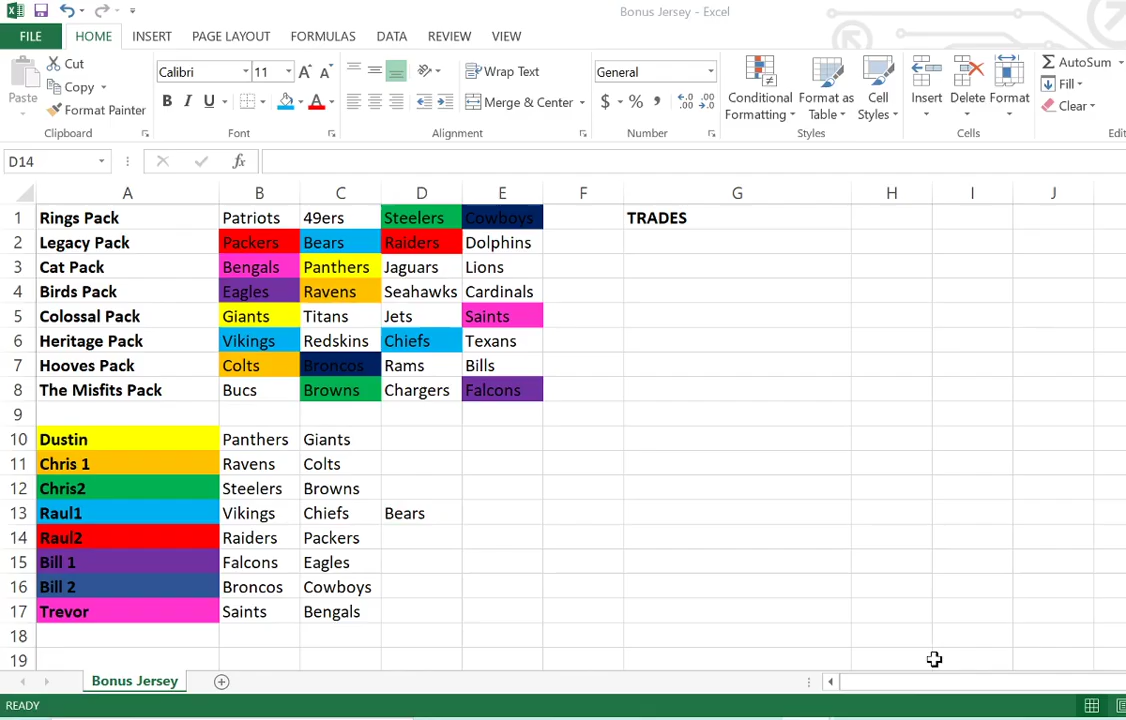 Bonus Jersey - Excel
FILE HOME INSERT PAGE LAYOUT FORMULAS DATA REVIEW VIEW
Paste
Cut
Copy
Format Painter
Clipboard
Calibri 11
B I U
Font
Wrap Text
Merge & Center
Alignment
General
$ % ,
Number
Conditional Formatting
Format as Table
Cell Styles
Styles
Insert
Delete
Format
Cells
AutoSum
Fill
Clear
D14
fx
A B C D E F G H I J
1 Rings Pack Patriots 49ers Steelers Cowboys TRADES
2 Legacy Pack Packers Bears Raiders Dolphins
3 Cat Pack Bengals Panthers Jaguars Lions
4 Birds Pack Eagles Ravens Seahawks Cardinals
5 Colossal Pack Giants Titans Jets Saints
6 Heritage Pack Vikings Redskins Chiefs Texans
7 Hooves Pack Colts Broncos Rams Bills
8 The Misfits Pack Bucs Browns Chargers Falcons
9
10 Dustin Panthers Giants
11 Chris 1 Ravens Colts
12 Chris2 Steelers Browns
13 Raul1 Vikings Chiefs Bears
14 Raul2 Raiders Packers
15 Bill 1 Falcons Eagles
16 Bill 2 Broncos Cowboys
17 Trevor Saints Bengals
18
19
Bonus Jersey
READY